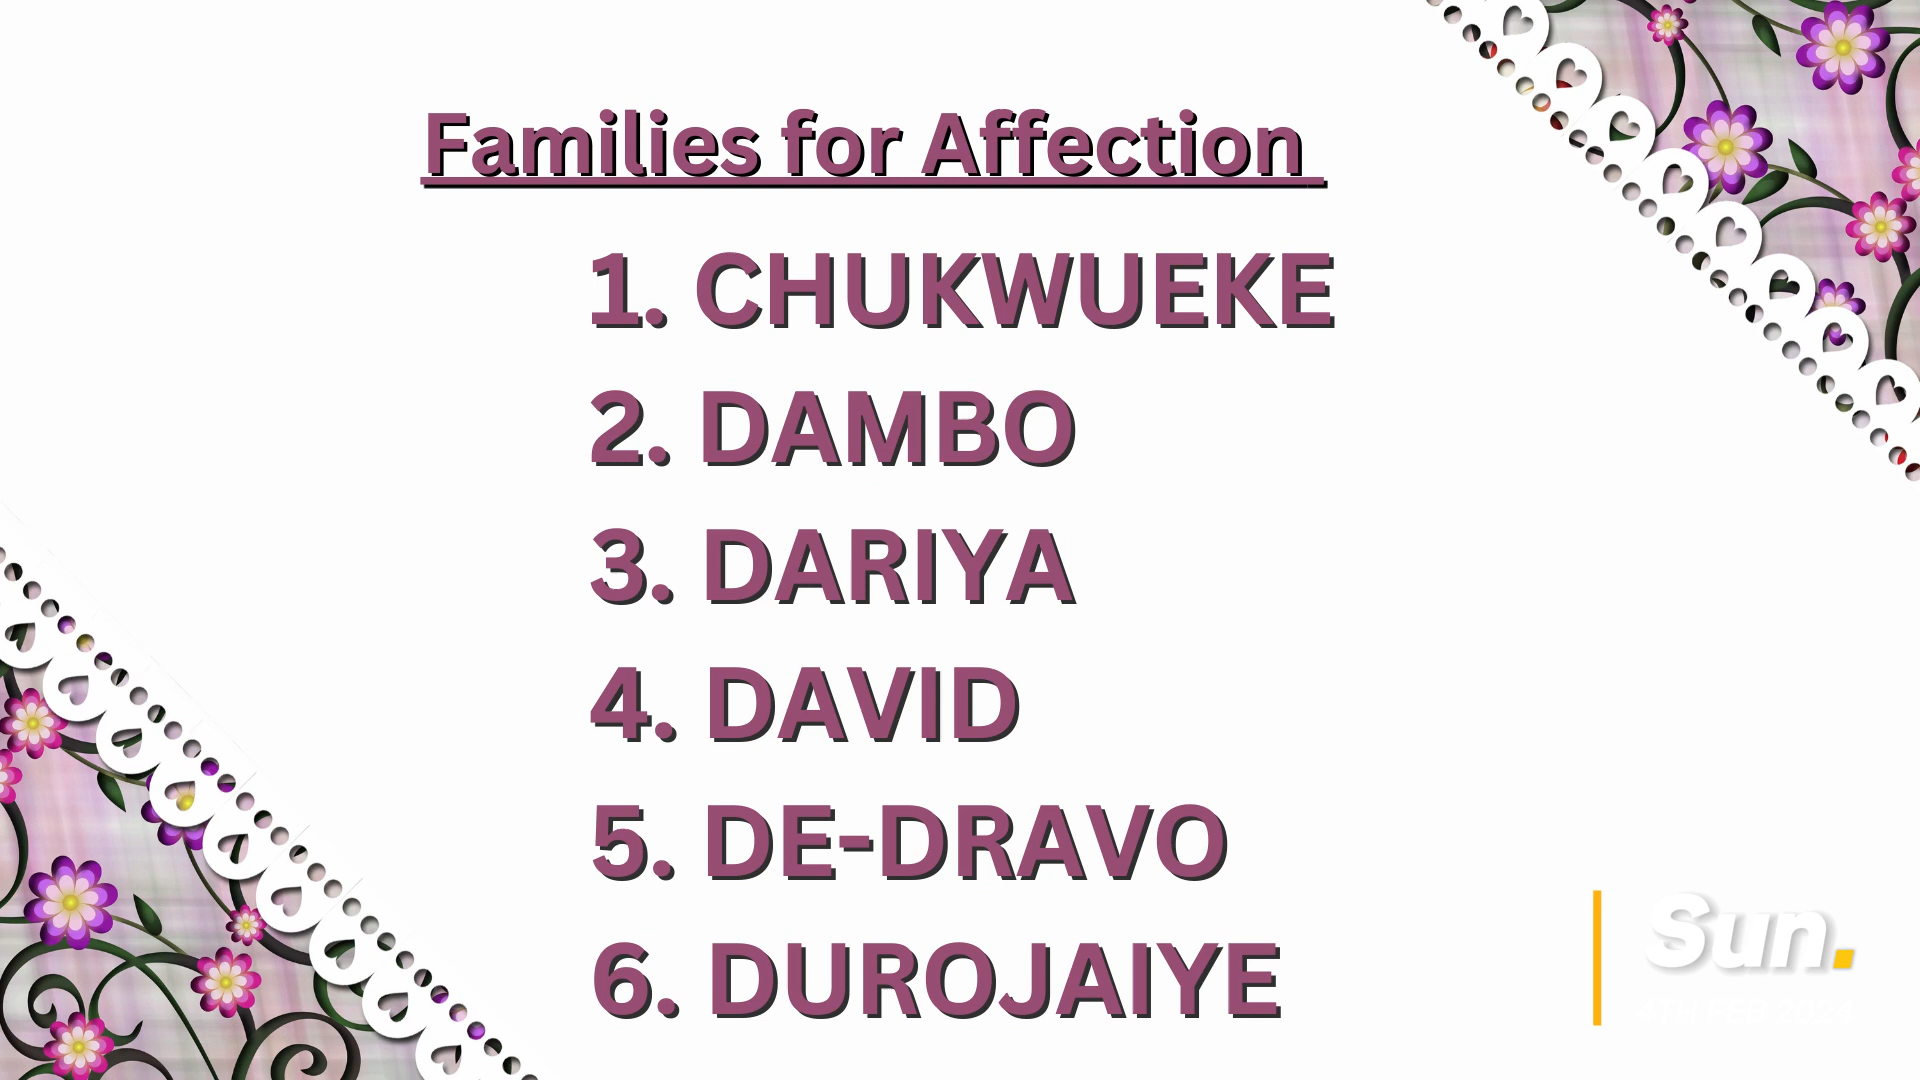 Families for Affection
1. CHUKWUEKE
2. DAMBO
3. DARIYA
4. DAVID
5. DE-DRAVO
6. DUROJAIYE
Sun.